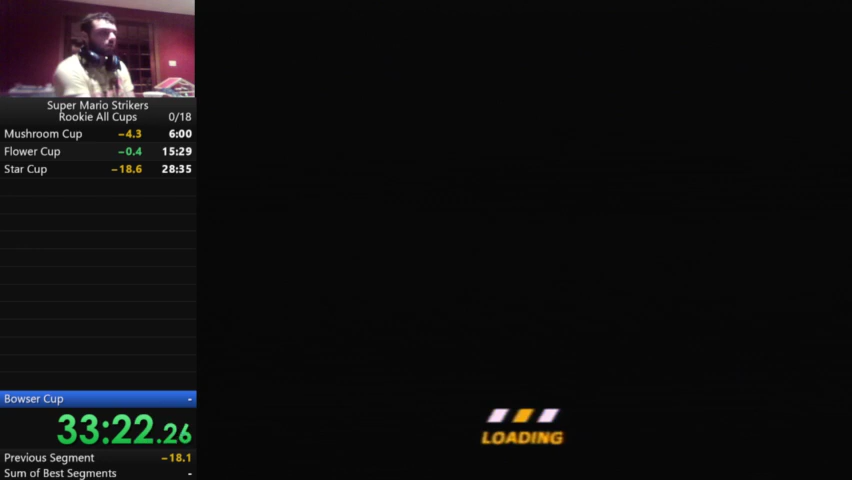 Super Mario Strikers
Rookie All Cups 0/18
Mushroom Cup -4.3 6:00
Flower Cup -0.4 15:29
Star Cup -18.6 28:35
Bowser Cup -
33:22.26
Previous Segment -18.1
Sum of Best Segments -
LOADING